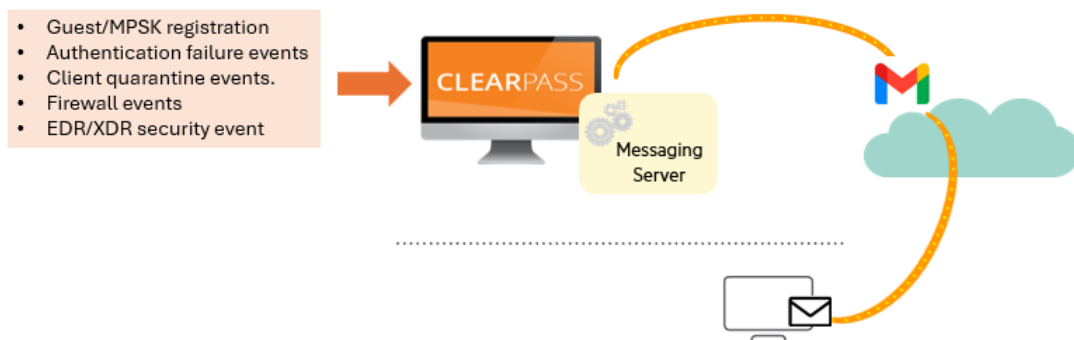 • Guest/MPSK registration
• Authentication failure events
• Client quarantine events.
• Firewall events
• EDR/XDR security event
CLEARPASS
Messaging
Server